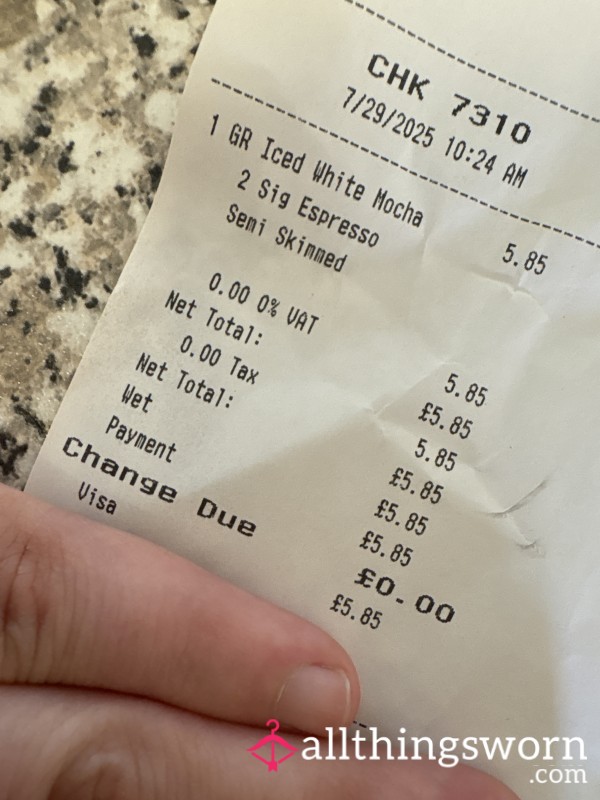 CHK 7310
7/29/2025 10:24 AM
1 GR Iced White Mocha 5.85
2 Sig Espresso
Semi Skimmed
0.00 0% VAT 5.85
Net Total: £5.85
0.00 Tax 5.85
Net Total: £5.85
Wet £5.85
Payment £5.85
Change Due £0.00
Visa £5.85
allthingsworn
.com